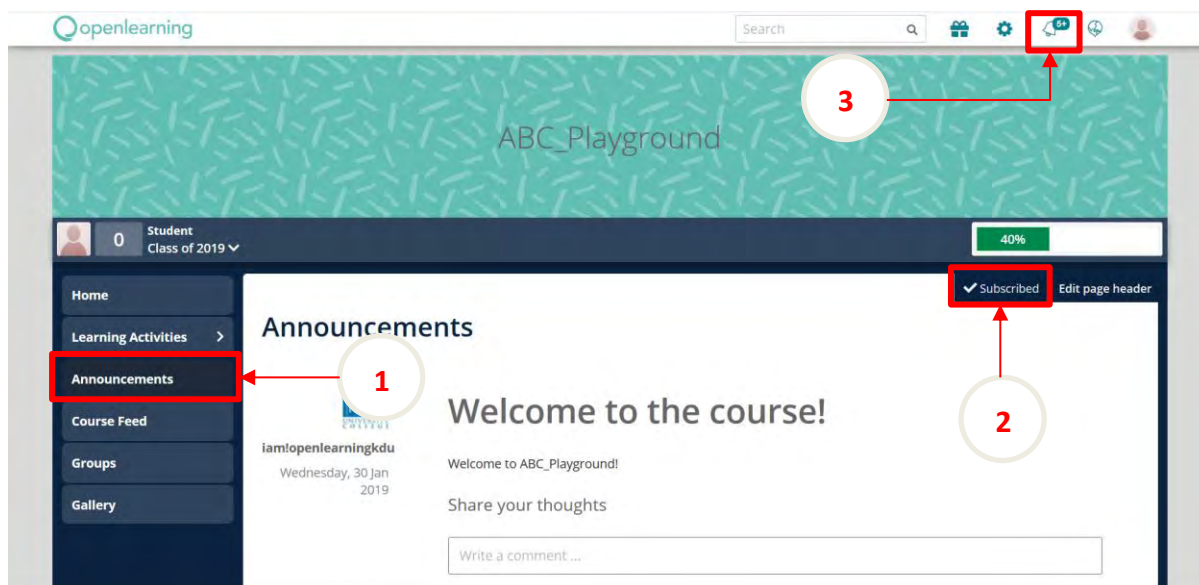 openlearning
Search
5+
3
ABC_Playground
0
Student
Class of 2019
40%
Subscribed
Edit page header
Home
Learning Activities
Announcements
Course Feed
Groups
Gallery
Announcements
1
2
UNIVERSITY
COLLEGE
iam!openlearningkdu
Wednesday, 30 Jan
2019
Welcome to the course!
Welcome to ABC_Playground!
Share your thoughts
Write a comment ...